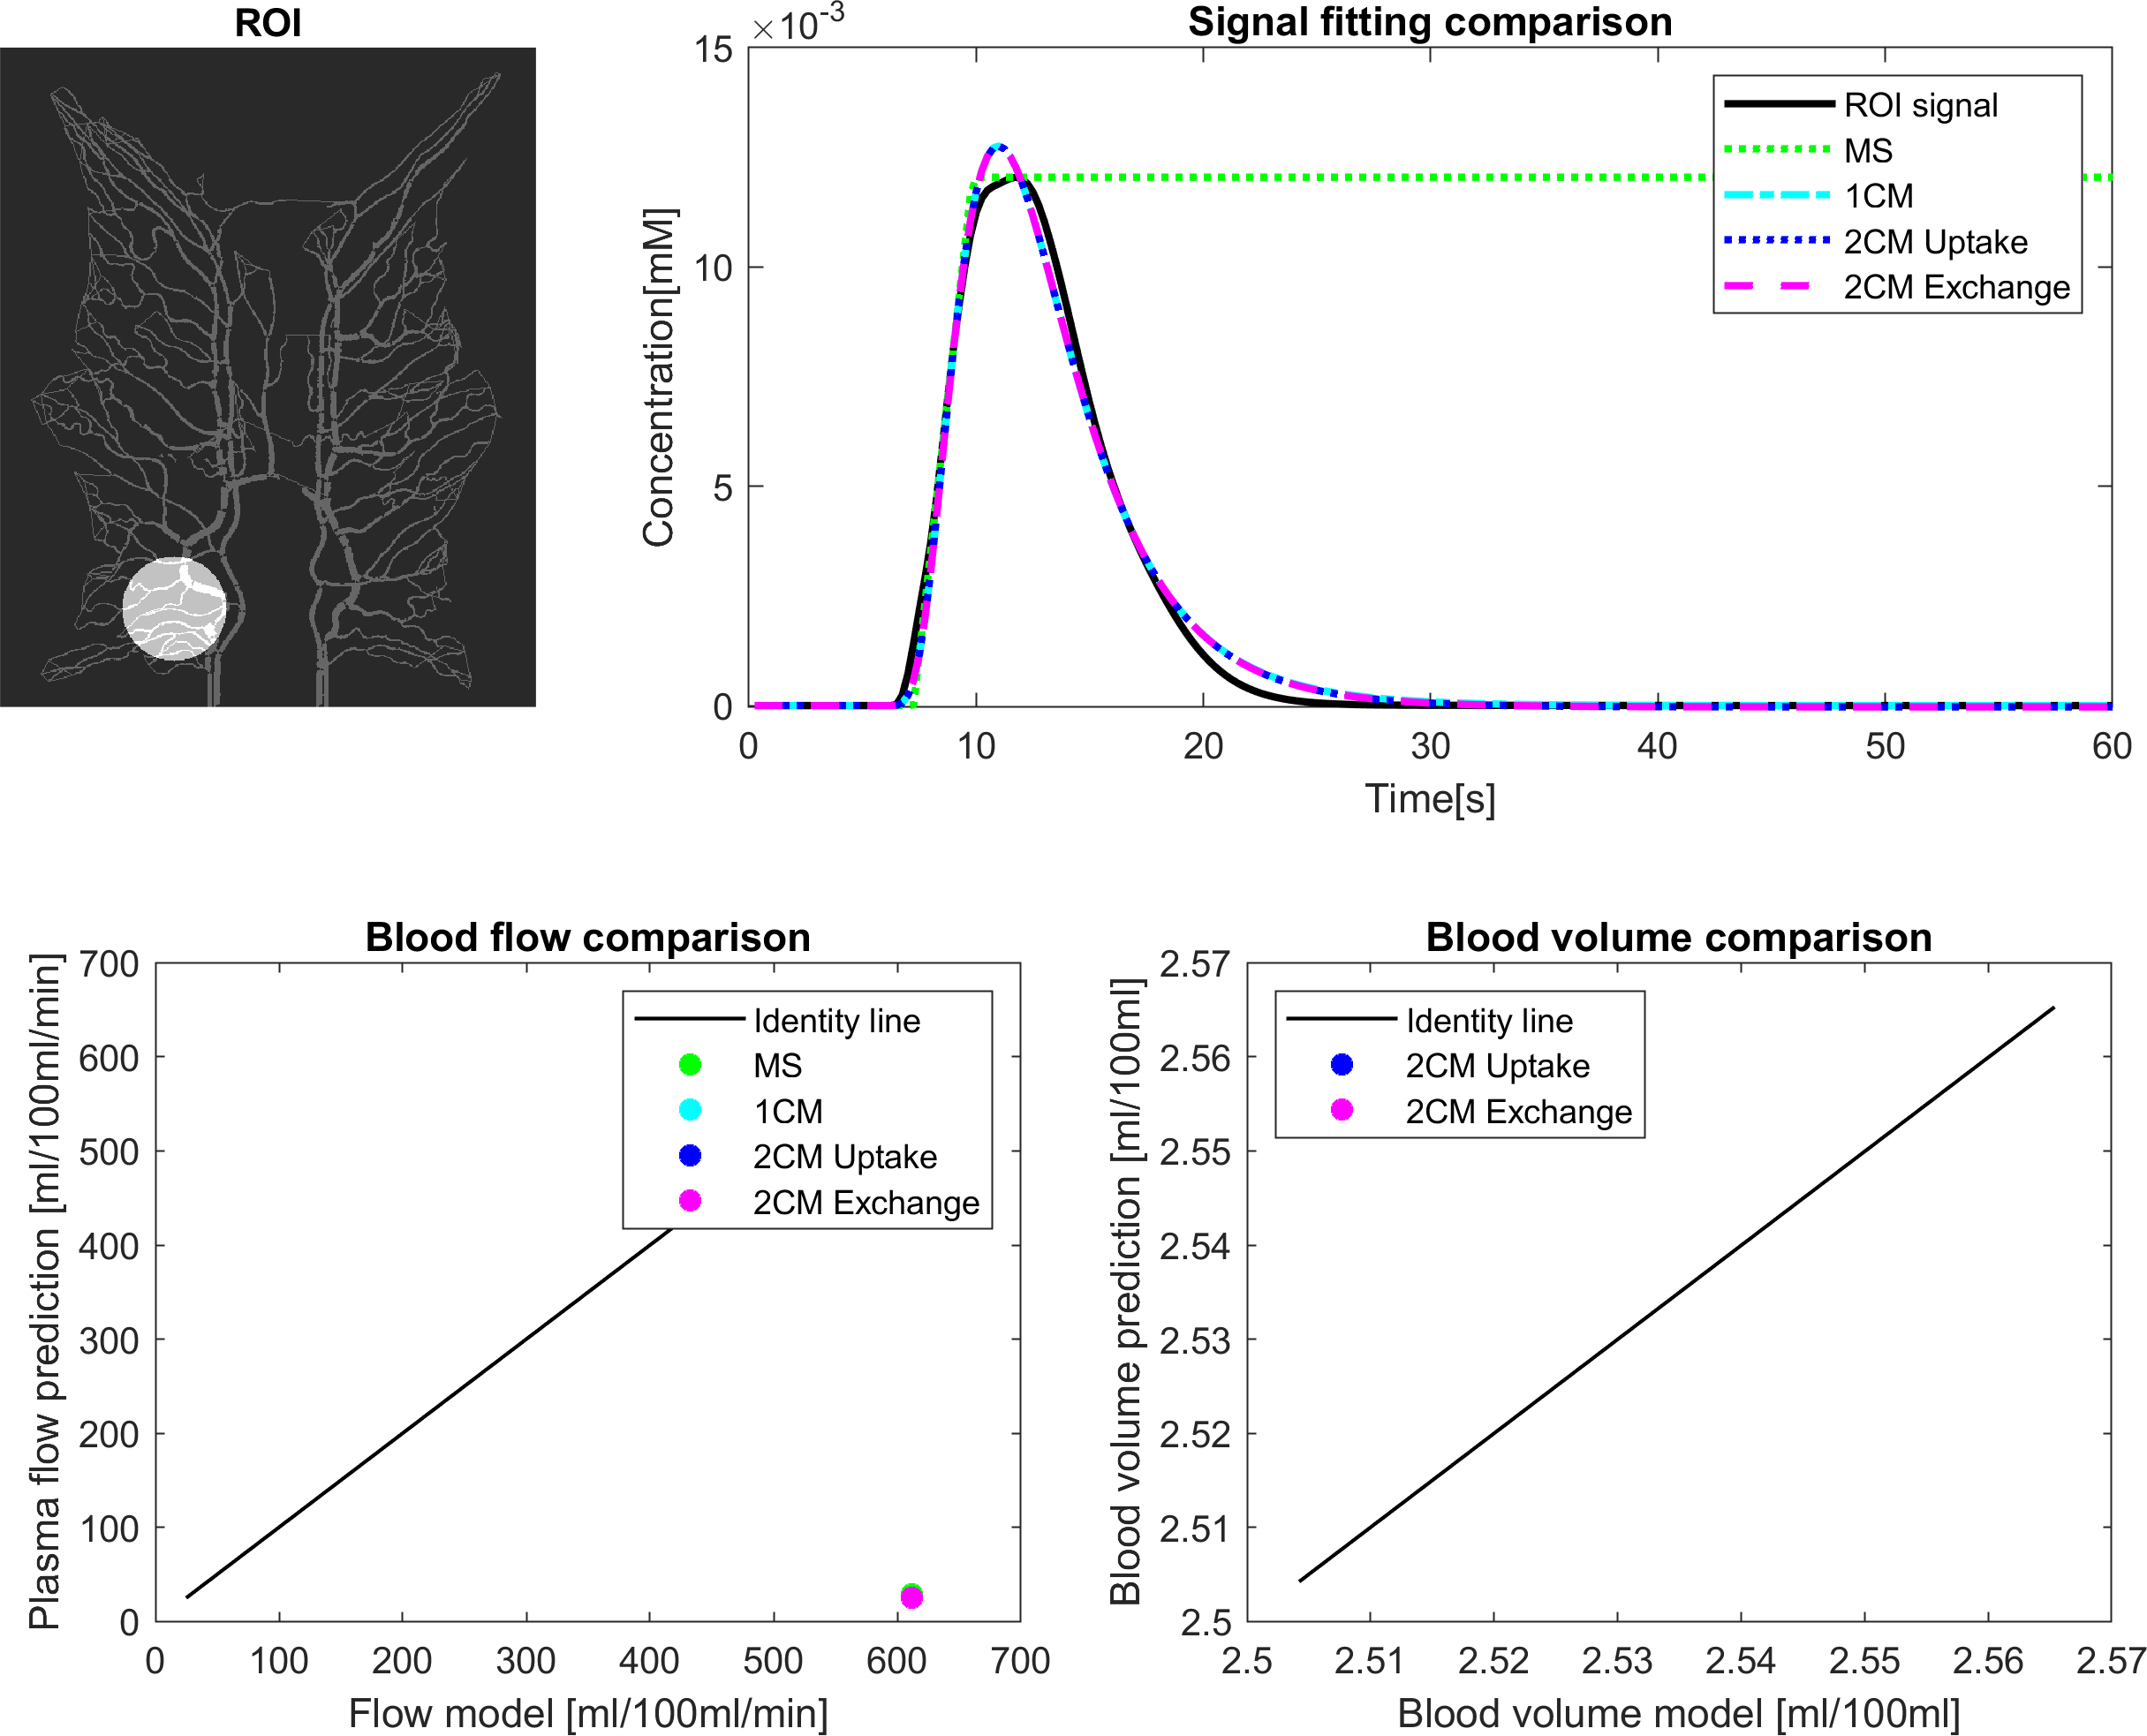 ROI
Signal fitting comparison
×10-3
15
10
5
0
Concentration[mM]
0 10 20 30 40 50 60
Time[s]
ROI signal
MS
1CM
2CM Uptake
2CM Exchange
Blood flow comparison
700
600
500
400
300
200
100
0
Plasma flow prediction [ml/100ml/min]
0 100 200 300 400 500 600 700
Flow model [ml/100ml/min]
Identity line
MS
1CM
2CM Uptake
2CM Exchange
Blood volume comparison
2.57
2.56
2.55
2.54
2.53
2.52
2.51
2.5
Blood volume prediction [ml/100ml]
2.5 2.51 2.52 2.53 2.54 2.55 2.56 2.57
Blood volume model [ml/100ml]
Identity line
2CM Uptake
2CM Exchange